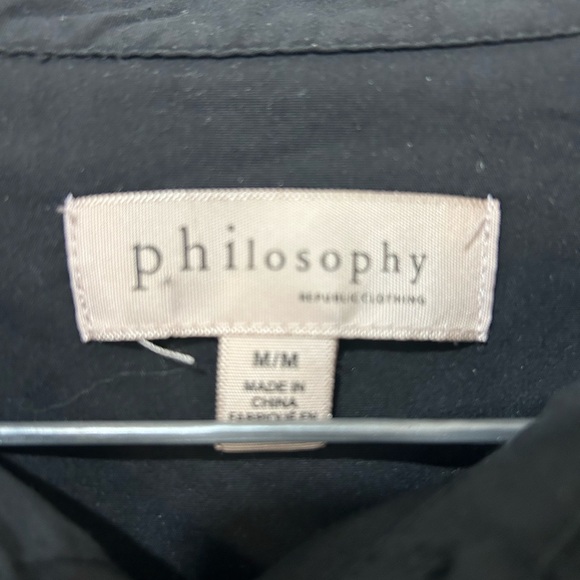 philosophy
REPUBLIC CLOTHING
M/M
MADE IN
CHINA
FABRIQUÉ EN